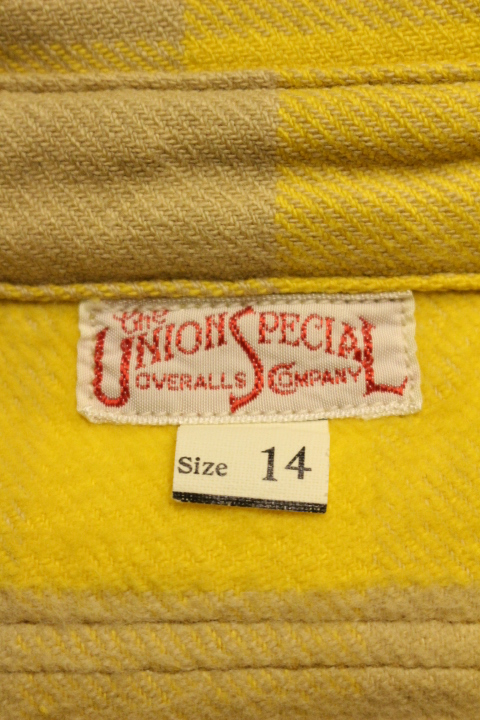 the
UNION SPECIAL
OVERALLS COMPANY
Size 14